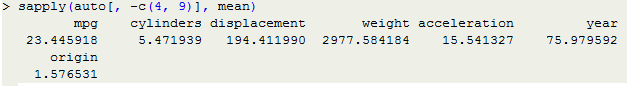 > sapply(auto[, -c(4, 9)], mean)
mpg cylinders displacement weight acceleration year
23.445918 5.471939 194.411990 2977.584184 15.541327 75.979592
origin
1.576531